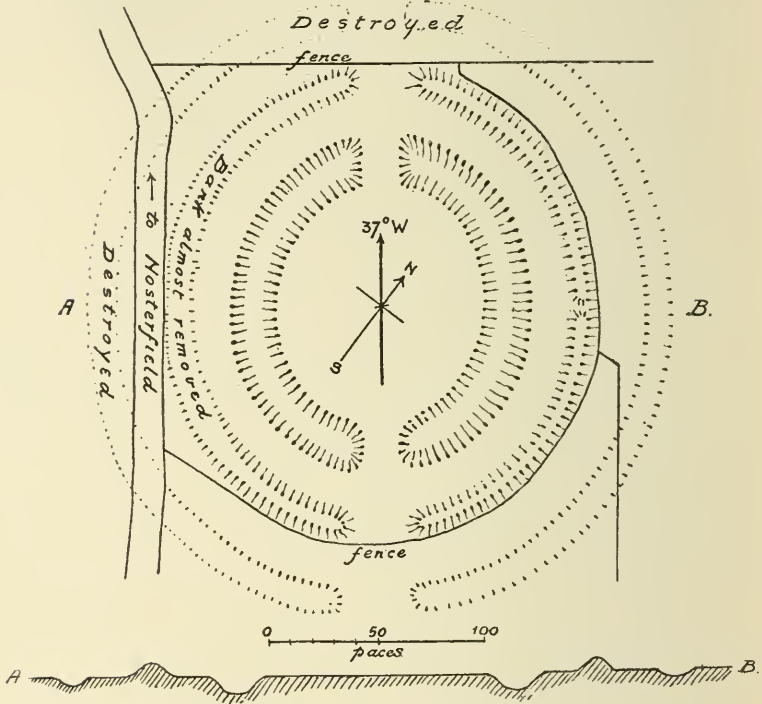 Destroyed
fence
Bank almost removed
← to Nosterfield
Destroyed
37°W
N
S
A
B.
fence
0 50 100
paces
A
B.